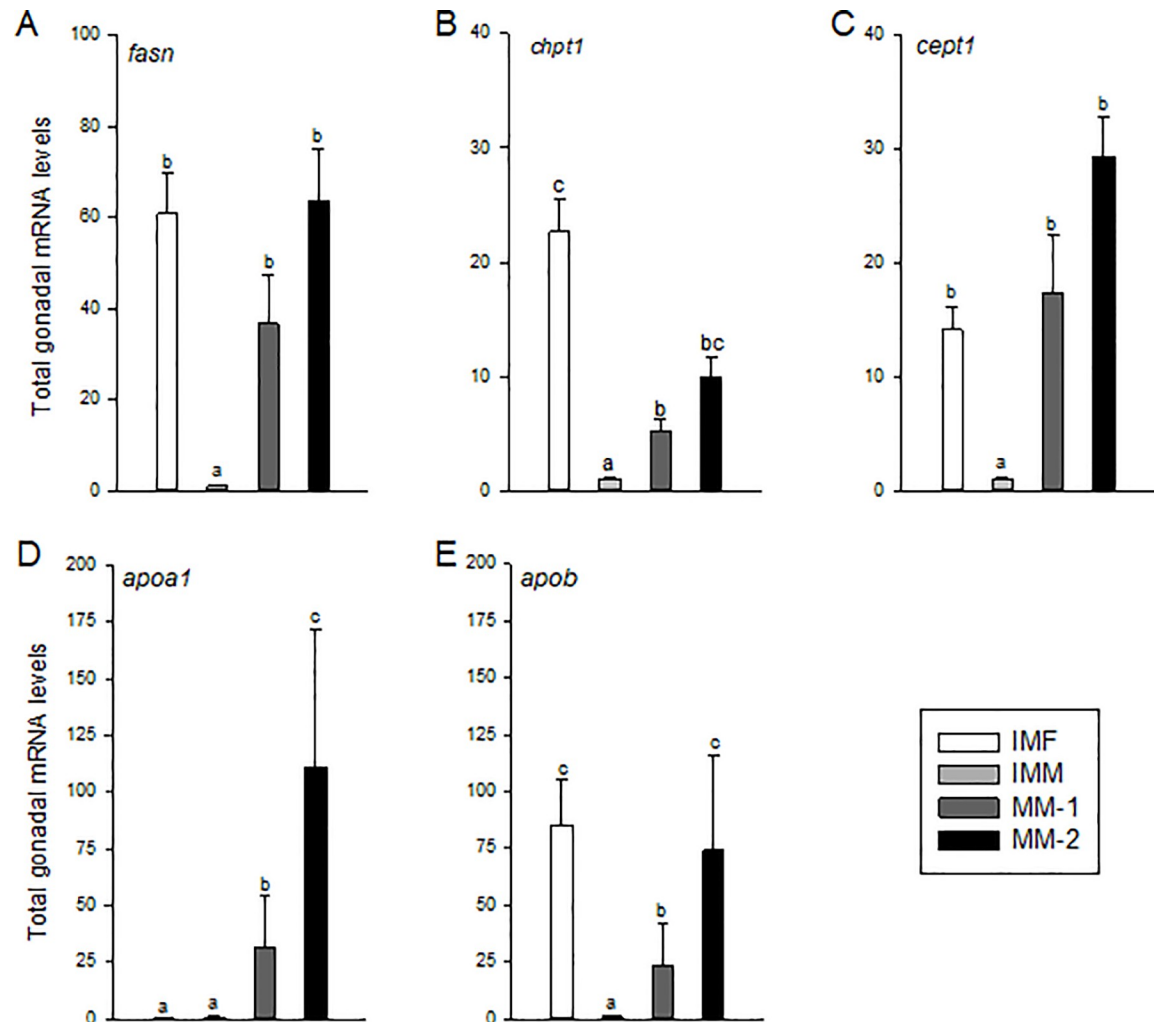 A
fasn
Total gonadal mRNA levels
100
80
60
40
20
0
b
a
b
b
B
chpt1
40
30
20
10
0
c
a
b
bc
C
cept1
40
30
20
10
0
b
a
b
b
D
apoa1
Total gonadal mRNA levels
200
175
150
125
100
75
50
25
0
a
a
b
c
E
apob
200
175
150
125
100
75
50
25
0
c
a
b
c
IMF
IMM
MM-1
MM-2